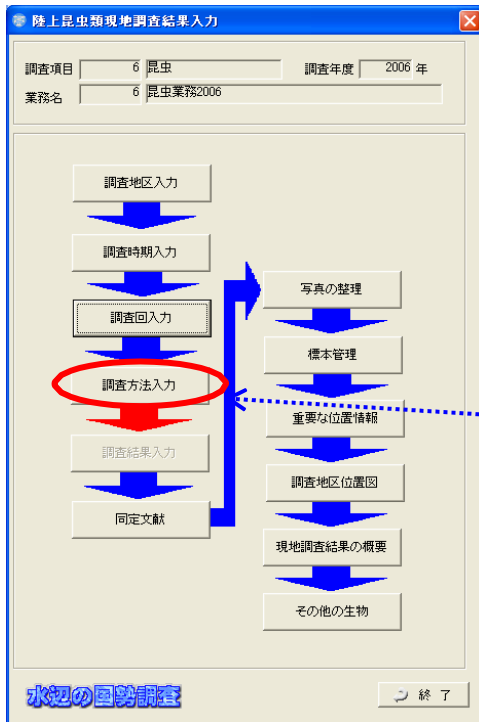 陸上昆虫類現地調査結果入力
調査項目 6 昆虫 調査年度 2006 年
業務名 6 昆虫業務2006
調査地区入力
調査時期入力
調査回入力
調査方法入力
調査結果入力
同定文献
写真の整理
標本管理
重要な位置情報
調査地区位置図
現地調査結果の概要
その他の生物
水辺の国勢調査
終 了